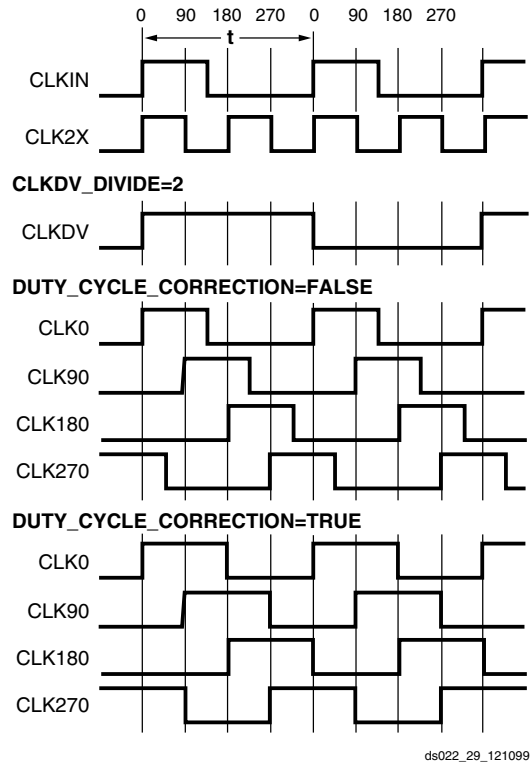 0 90 180 270 0 90 180 270
t
CLKIN
CLK2X
CLKDV_DIVIDE=2
CLKDV
DUTY_CYCLE_CORRECTION=FALSE
CLK0
CLK90
CLK180
CLK270
DUTY_CYCLE_CORRECTION=TRUE
CLK0
CLK90
CLK180
CLK270
ds022_29_121099